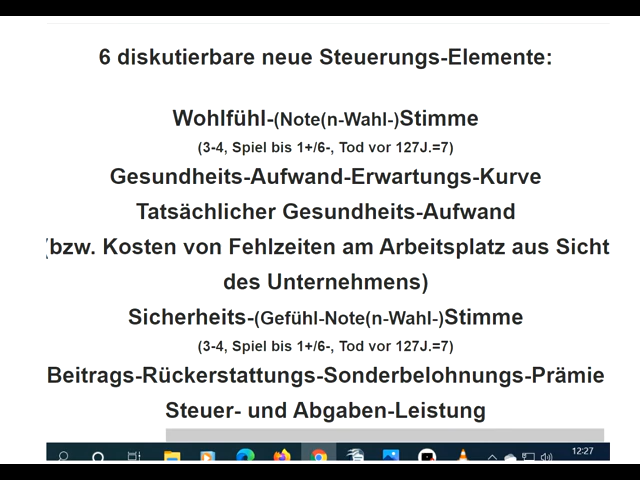 6 diskutierbare neue Steuerungs-Elemente:
Wohlfühl-(Note(n-Wahl-)Stimme
(3-4, Spiel bis 1+/6-, Tod vor 127J.=7)
Gesundheits-Aufwand-Erwartungs-Kurve
Tatsächlicher Gesundheits-Aufwand
(bzw. Kosten von Fehlzeiten am Arbeitsplatz aus Sicht
des Unternehmens)
Sicherheits-(Gefühl-Note(n-Wahl-)Stimme
(3-4, Spiel bis 1+/6-, Tod vor 127J.=7)
Beitrags-Rückerstattungs-Sonderbelohnungs-Prämie
Steuer- und Abgaben-Leistung
12:27